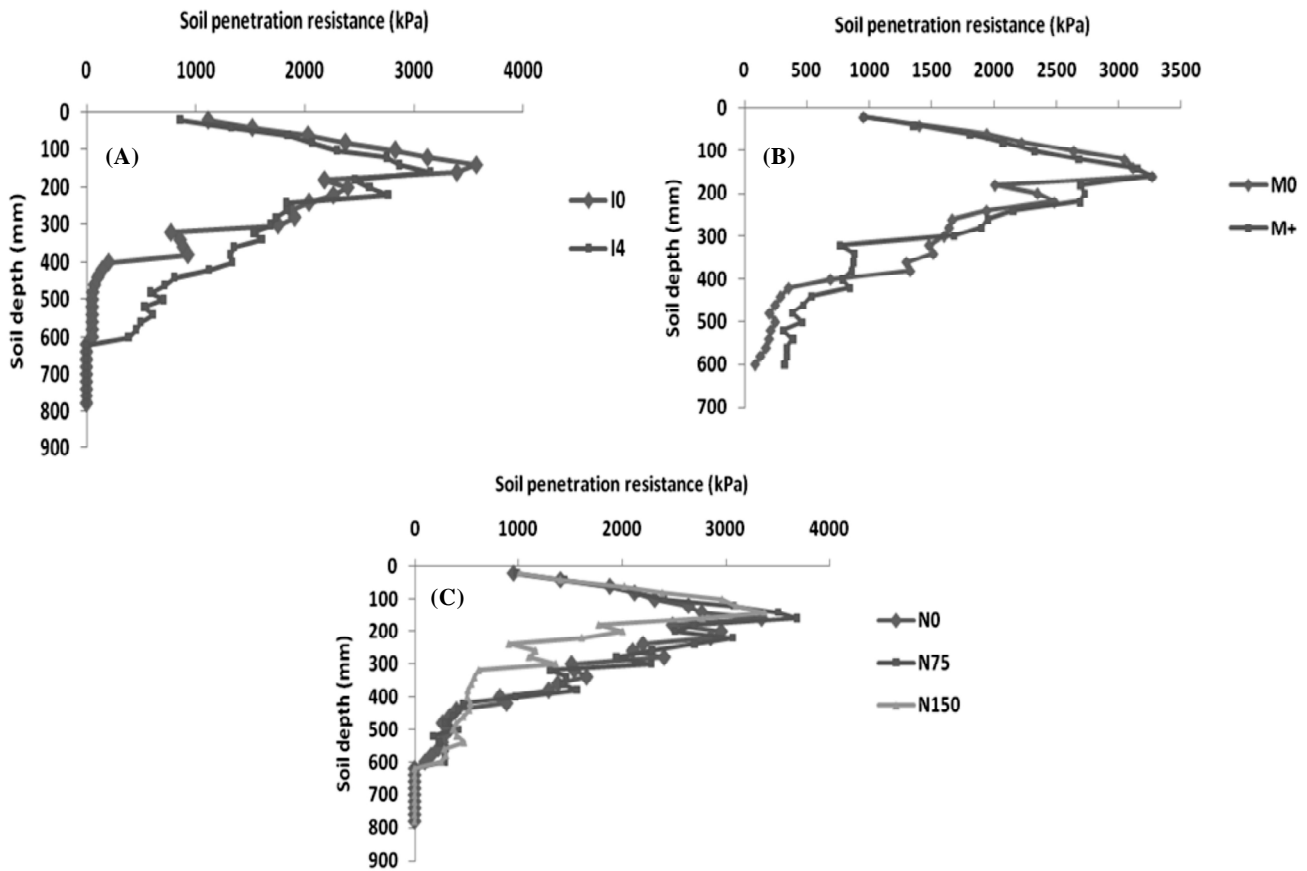 Soil penetration resistance (kPa)
0 1000 2000 3000 4000
0
100
200
300
400
500
600
700
800
900
Soil depth (mm)
(A)
I0
I4
Soil penetration resistance (kPa)
0 500 1000 1500 2000 2500 3000 3500
0
100
200
300
400
500
600
700
Soil depth (mm)
(B)
M0
M+
Soil penetration resistance (kPa)
0 1000 2000 3000 4000
0
100
200
300
400
500
600
700
800
900
Soil depth (mm)
(C)
N0
N75
N150